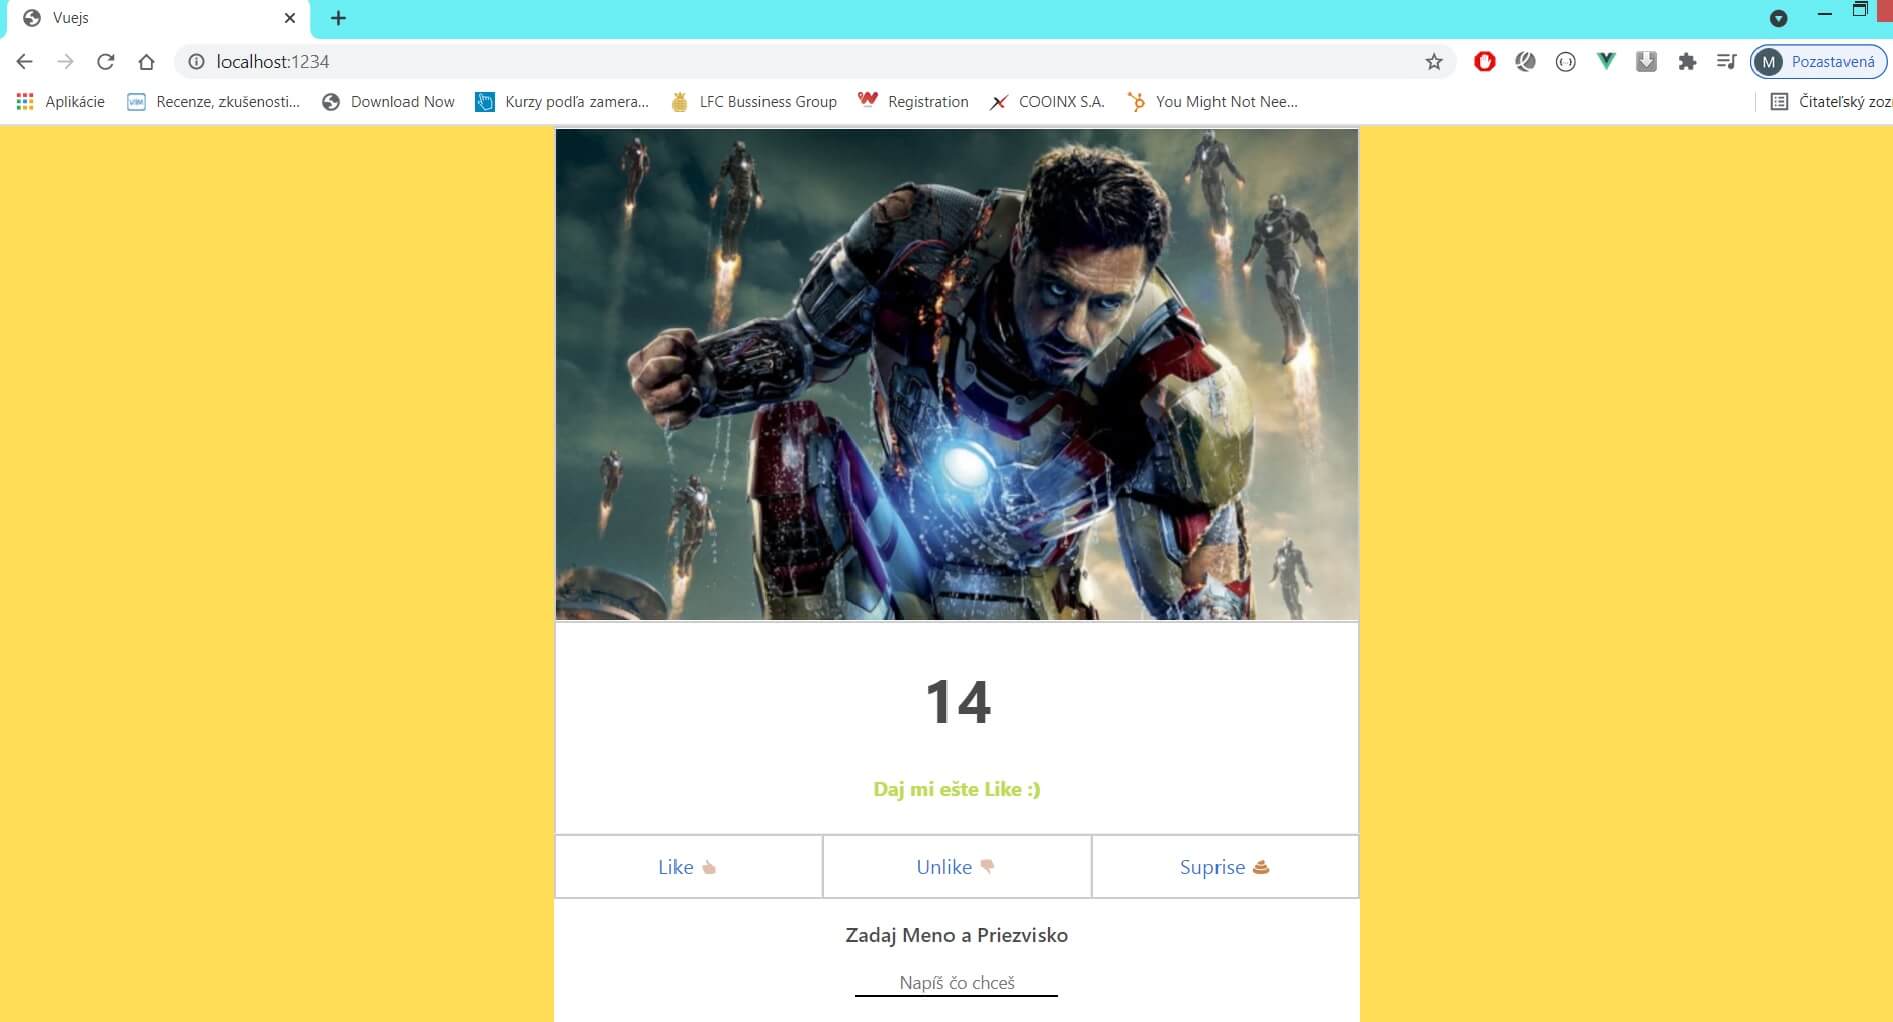 Vuejs
localhost:1234
M Pozastavená
Aplikácie VRM Recenze, zkušenosti... Download Now Kurzy podľa zamera... LFC Bussiness Group Registration COOINX S.A. You Might Not Nee... Čitateľský zoz
14
Daj mi ešte Like :)
Like Unlike Suprise
Zadaj Meno a Priezvisko
Napíš čo chceš